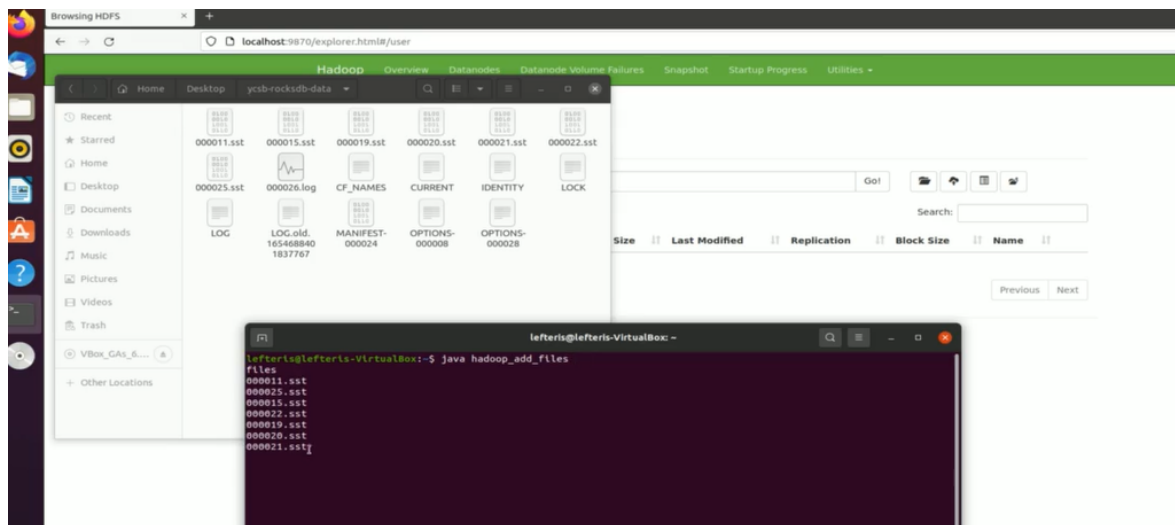 Browsing HDFS
localhost:9870/explorer.html#/user
Hadoop Overview Datanodes Datanode Volume Failures Snapshot Startup Progress Utilities
Home Desktop ycsb-rocksdb-data
Recent
Starred
Home
Desktop
Documents
Downloads
Music
Pictures
Videos
Trash
VBox_GAs_6....
+ Other Locations
000011.sst 000015.sst 000019.sst 000020.sst 000021.sst 000022.sst
000025.sst 000026.log CF_NAMES CURRENT IDENTITY LOCK
LOG LOG.old. MANIFEST- OPTIONS- OPTIONS-
165468840 000024 000008 000028
1837767
Go!
Search:
Size Last Modified Replication Block Size Name
Previous Next
lefteris@lefteris-VirtualBox: ~
lefteris@lefteris-VirtualBox:~$ java hadoop_add_files
files
000011.sst
000025.sst
000015.sst
000022.sst
000019.sst
000020.sst
000021.sst